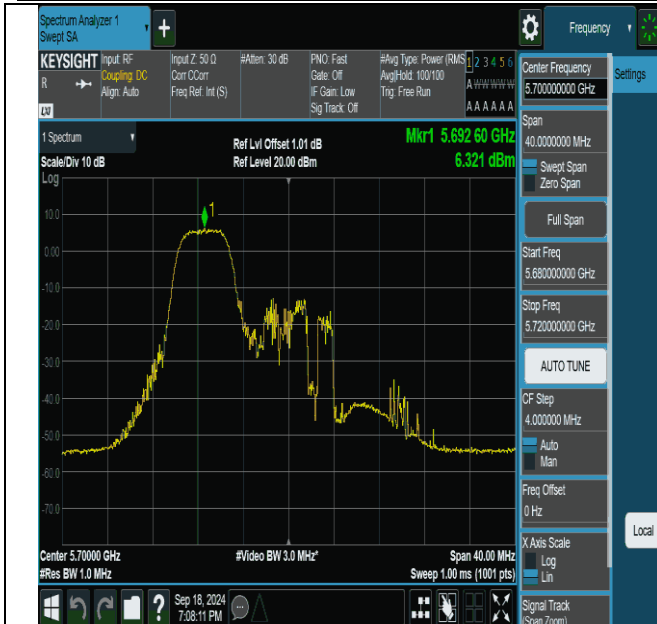 Spectrum Analyzer 1
Swept SA
+
Frequency
KEYSIGHT
R
LXI
Input: RF
Coupling: DC
Align: Auto
Input Z: 50 Ω
Corr CCorr
Freq Ref: Int (S)
#Atten: 30 dB
PNO: Fast
Gate: Off
IF Gain: Low
Sig Track: Off
#Avg Type: Power (RMS
Avg|Hold: 100/100
Trig: Free Run
1 2 3 4 5 6
A W W W W W
A A A A A A
1 Spectrum
Scale/Div 10 dB
Log
Ref Lvl Offset 1.01 dB
Ref Level 20.00 dBm
Mkr1 5.692 60 GHz
6.321 dBm
1
10.0
0.00
-10.0
-20.0
-30.0
-40.0
-50.0
-60.0
-70.0
Center 5.70000 GHz
#Res BW 1.0 MHz
#Video BW 3.0 MHz*
Span 40.00 MHz
Sweep 1.00 ms (1001 pts)
Center Frequency
5.700000000 GHz
Settings
Span
40.0000000 MHz
Swept Span
Zero Span
Full Span
Start Freq
5.680000000 GHz
Stop Freq
5.720000000 GHz
AUTO TUNE
CF Step
4.000000 MHz
Auto
Man
Freq Offset
0 Hz
X Axis Scale
Log
Lin
Local
Signal Track
(Span Zoom)
?
Sep 18, 2024
7:08:11 PM